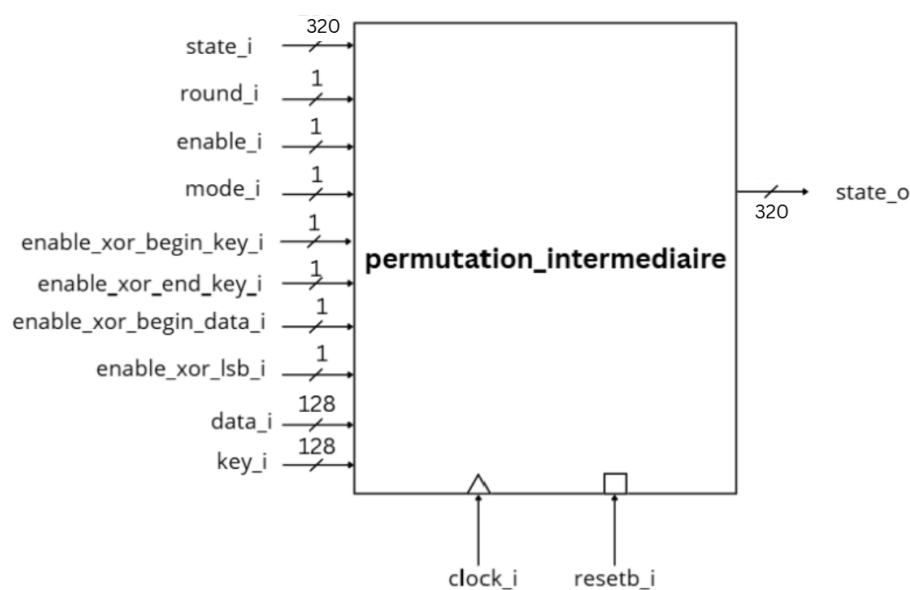 320
state_i
1
round_i
1
enable_i
1
mode_i
1
enable_xor_begin_key_i
1
enable_xor_end_key_i
1
enable_xor_begin_data_i
1
enable_xor_lsb_i
128
data_i
128
key_i
permutation_intermediaire
state_o
320
clock_i
resetb_i